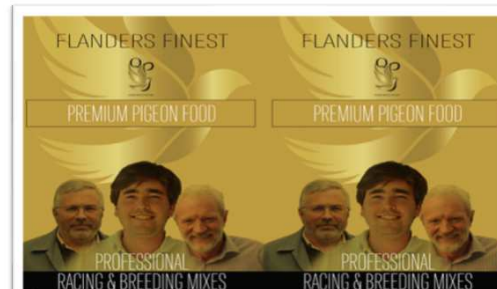 FLANDERS FINEST
PREMIUM PIGEON FOOD
PROFESSIONAL
RACING & BREEDING MIXES
FLANDERS FINEST
PREMIUM PIGEON FOOD
PROFESSIONAL
RACING & BREEDING MIXES